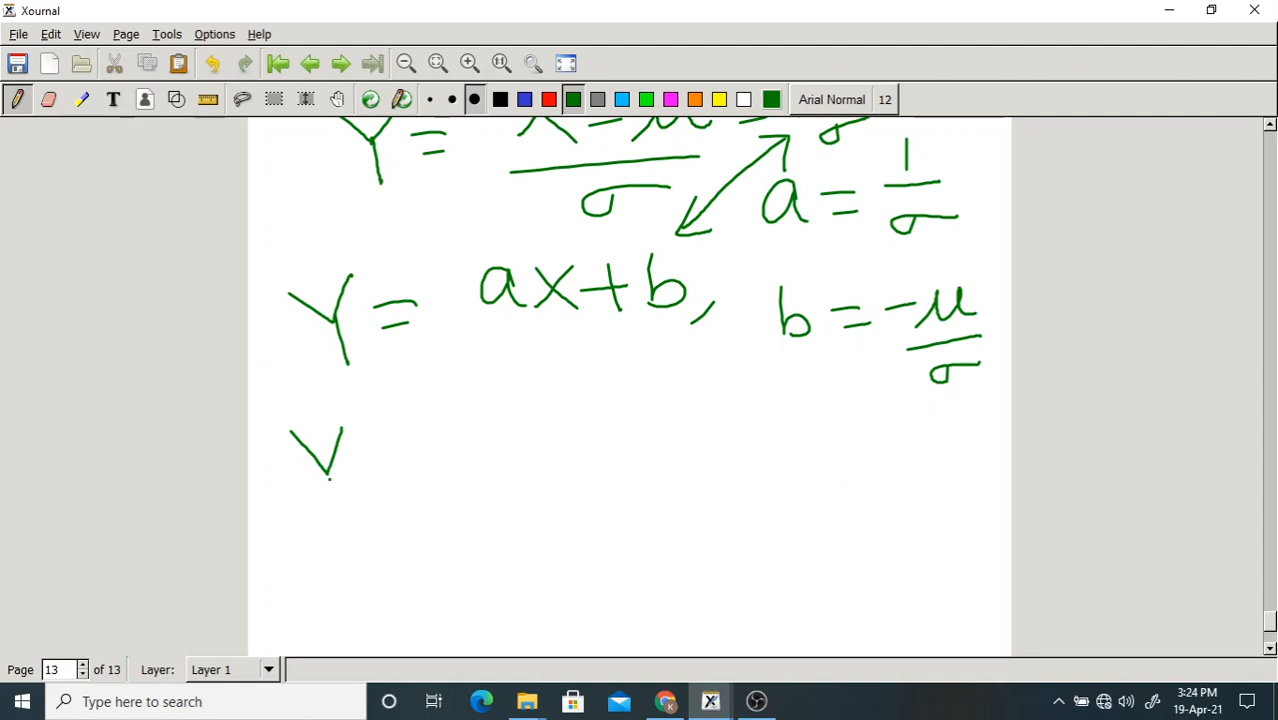 Xournal
File Edit View Page Tools Options Help
Arial Normal 12
Y = X - μ =
σ
σ
a = 1
σ
Y = ax + b, b = -μ
σ
V
Page 13 of 13 Layer: Layer 1
Type here to search
3:24 PM
19-Apr-21